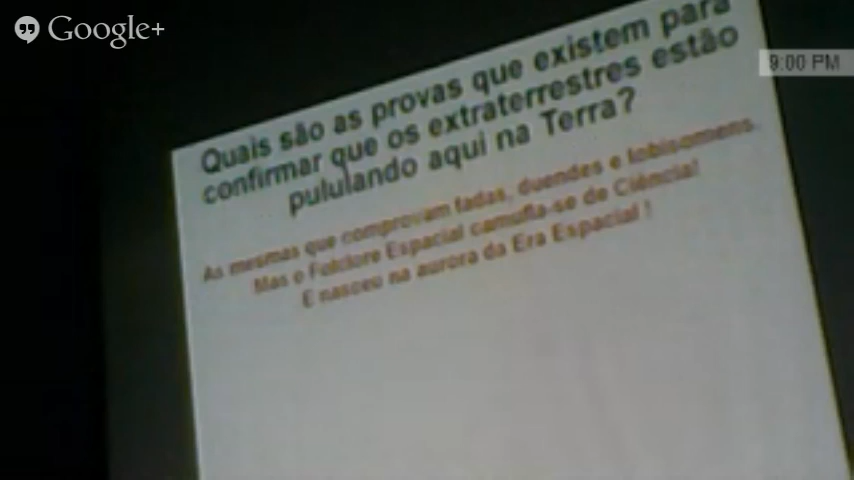 Google+
9:00 PM
Quais são as provas que existem para
confirmar que os extraterrestres estão
pululando aqui na Terra?
As mesmas que comprovam fadas, duendes e lobisomens.
Mas o Folclore Espacial camufla-se de Ciência!
E nasceu na aurora da Era Espacial !